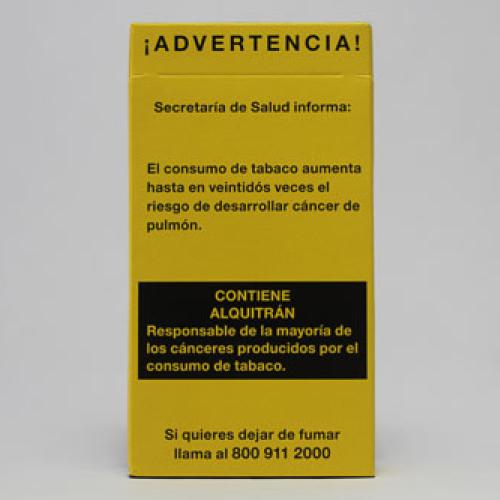 ¡ADVERTENCIA!
Secretaría de Salud informa:
El consumo de tabaco aumenta
hasta en veintidós veces el
riesgo de desarrollar cáncer de
pulmón.
CONTIENE
ALQUITRÁN
Responsable de la mayoría de
los cánceres producidos por el
consumo de tabaco.
Si quieres dejar de fumar
llama al 800 911 2000